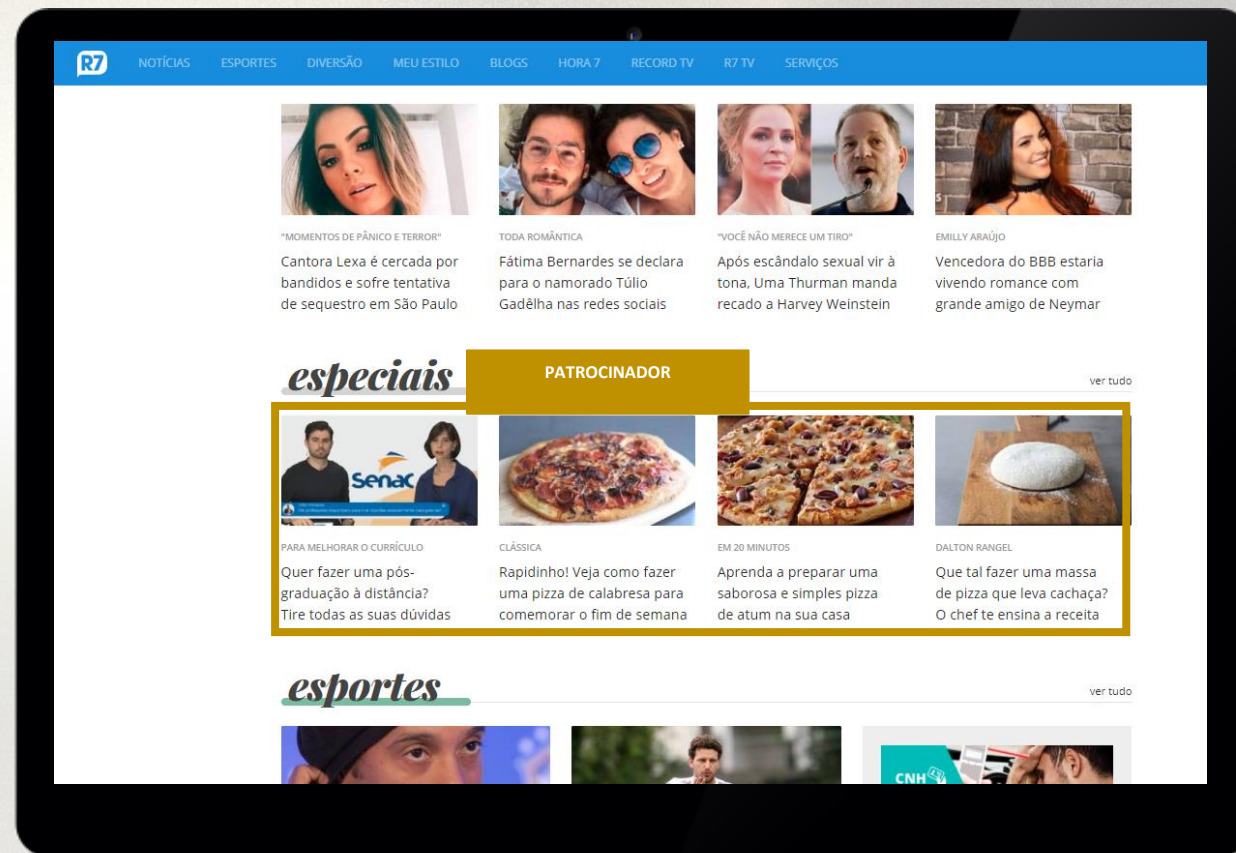 R7 NOTÍCIAS ESPORTES DIVERSÃO MEU ESTILO BLOGS HORA 7 RECORD TV R7 TV SERVIÇOS
"MOMENTOS DE PÂNICO E TERROR"
Cantora Lexa é cercada por
bandidos e sofre tentativa
de sequestro em São Paulo
TODA ROMÂNTICA
Fátima Bernardes se declara
para o namorado Túlio
Gadêlha nas redes sociais
"VOCÊ NÃO MERECE UM TIRO"
Após escândalo sexual vir à
tona, Uma Thurman manda
recado a Harvey Weinstein
EMILLY ARAÚJO
Vencedora do BBB estaria
vivendo romance com
grande amigo de Neymar
especiais
PATROCINADOR
ver tudo
Senac
PARA MELHORAR O CURRÍCULO
Quer fazer uma pós-
graduação à distância?
Tire todas as suas dúvidas
CLÁSSICA
Rapidinho! Veja como fazer
uma pizza de calabresa para
comemorar o fim de semana
EM 20 MINUTOS
Aprenda a preparar uma
saborosa e simples pizza
de atum na sua casa
DALTON RANGEL
Que tal fazer uma massa
de pizza que leva cachaça?
O chef te ensina a receita
esportes
ver tudo
CNH